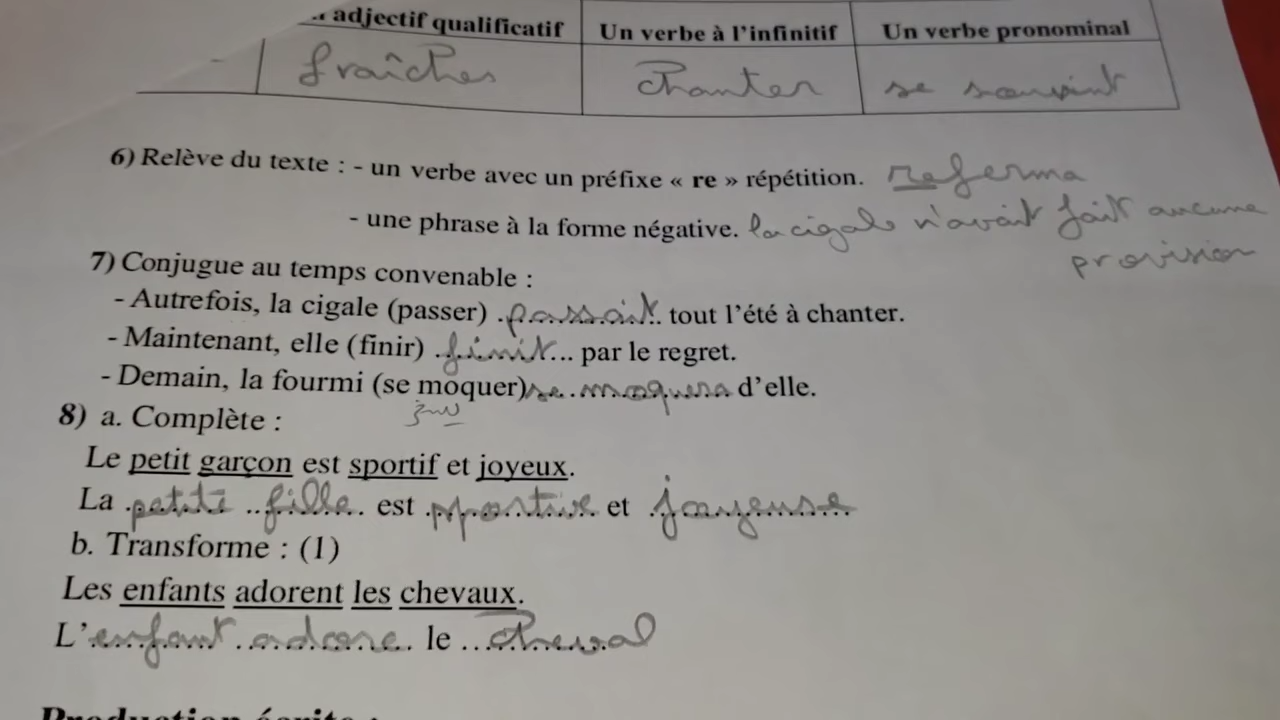 adjectif qualificatif Un verbe à l'infinitif Un verbe pronominal
fraîches chanter se souvint
6) Relève du texte : - un verbe avec un préfixe « re » répétition. referma
- une phrase à la forme négative. la cigale n'avait fait aucune
provision
7) Conjugue au temps convenable :
- Autrefois, la cigale (passer) .passait. tout l'été à chanter.
- Maintenant, elle (finir) .finit... par le regret.
- Demain, la fourmi (se moquer) se moquera d'elle.
8) a. Complète :
Le petit garçon est sportif et joyeux.
La petite fille est sportive et joyeuse
b. Transforme : (1)
Les enfants adorent les chevaux.
L'enfant adore le cheval
Production écrite :